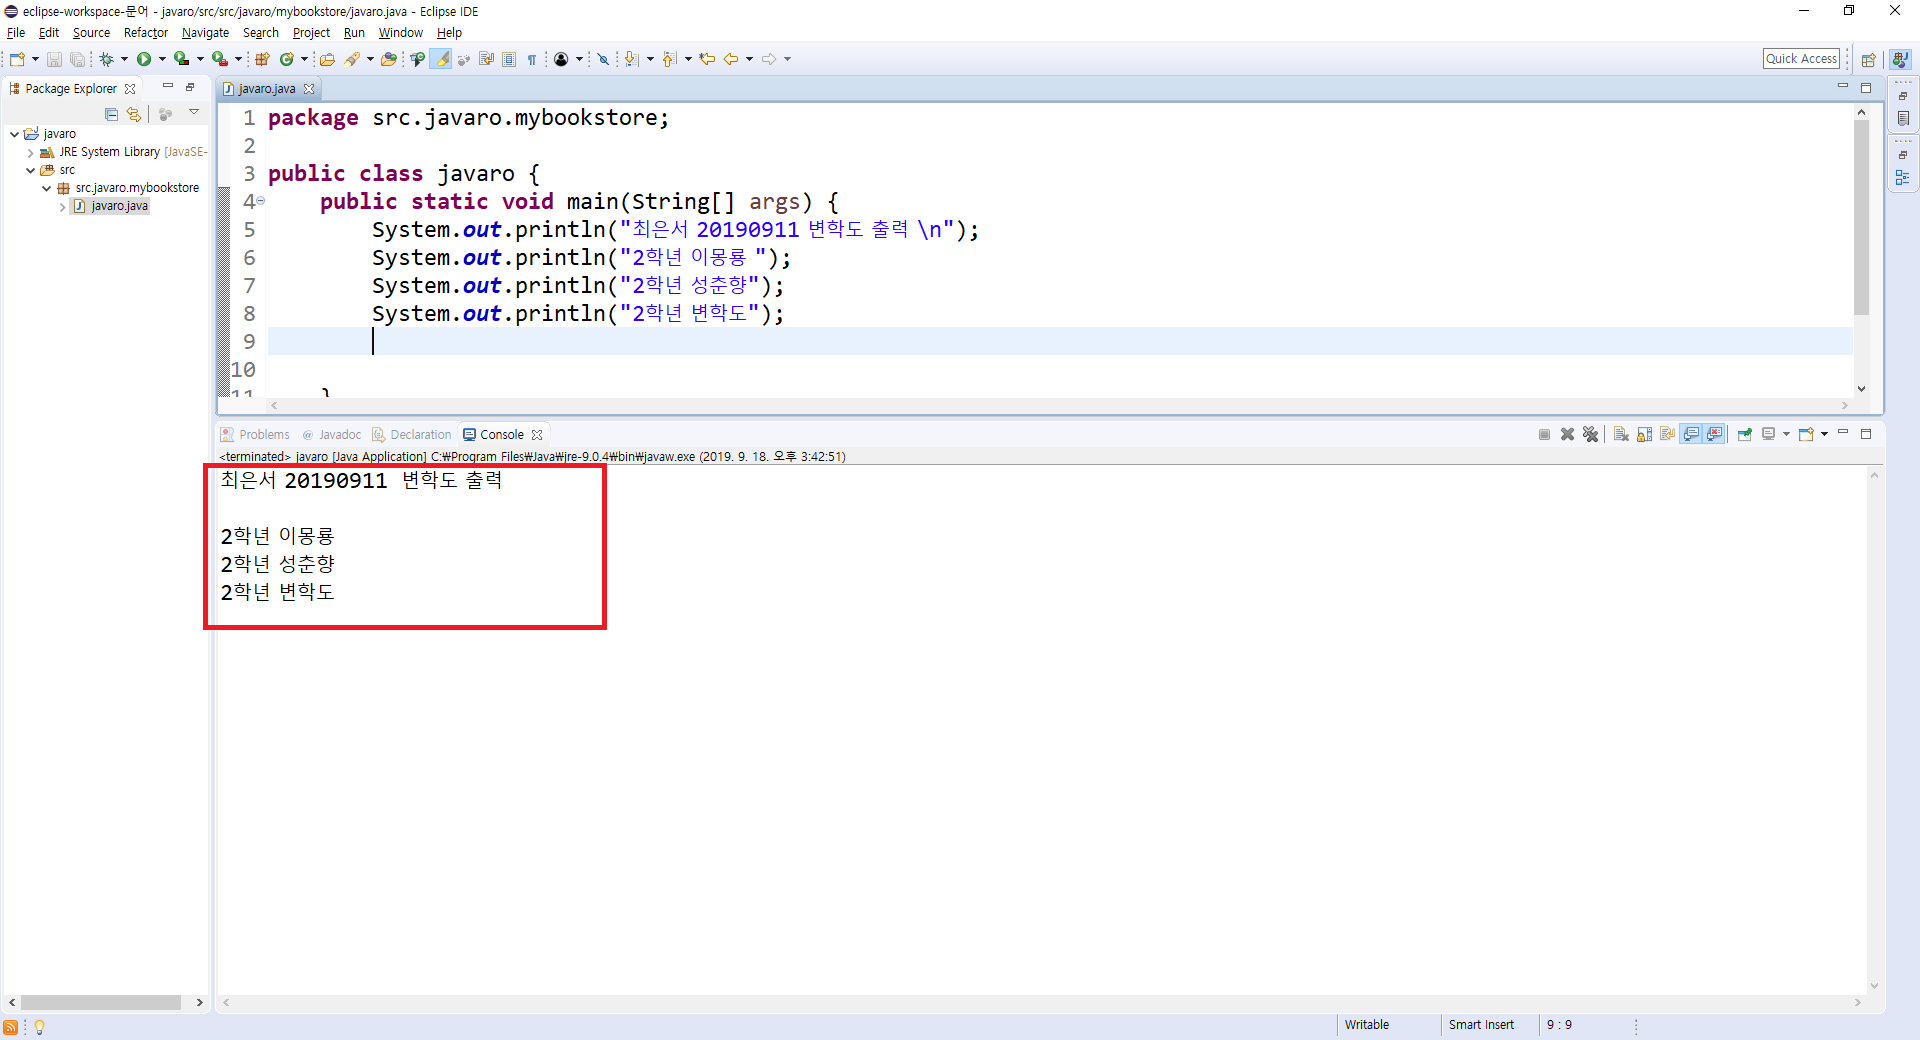 eclipse-workspace-문어 - javaro/src/src/javaro/mybookstore/javaro.java - Eclipse IDE
File Edit Source Refactor Navigate Search Project Run Window Help
Quick Access
Package Explorer
javaro
JRE System Library [JavaSE-
src
src.javaro.mybookstore
javaro.java
javaro.java
1 package src.javaro.mybookstore;
2
3 public class javaro {
4 public static void main(String[] args) {
5 System.out.println("최은서 20190911 변학도 출력 \n");
6 System.out.println("2학년 이몽룡 ");
7 System.out.println("2학년 성춘향");
8 System.out.println("2학년 변학도");
9
10
11 }
Problems @ Javadoc Declaration Console
<terminated> javaro [Java Application] C:₩Program Files₩Java₩jre-9.0.4₩bin₩javaw.exe (2019. 9. 18. 오후 3:42:51)
최은서 20190911 변학도 출력
2학년 이몽룡
2학년 성춘향
2학년 변학도
Writable Smart Insert 9 : 9